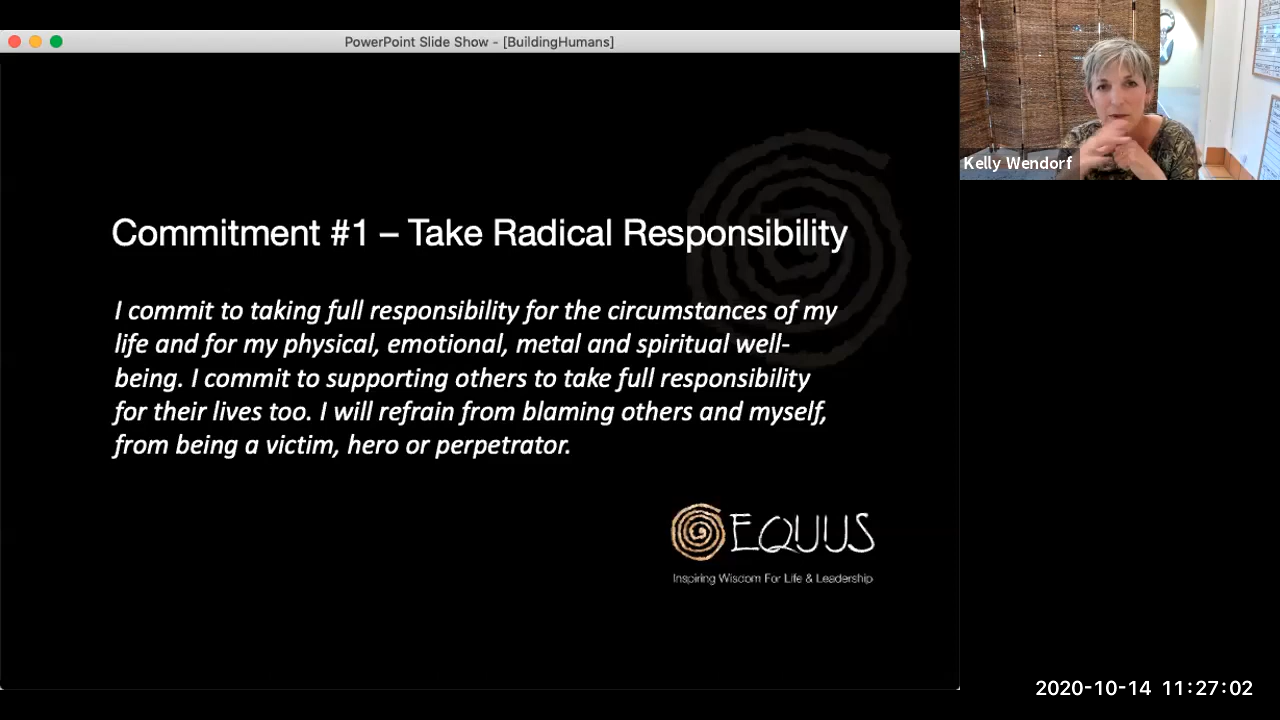 PowerPoint Slide Show - [BuildingHumans]
Kelly Wendorf
Commitment #1 – Take Radical Responsibility
I commit to taking full responsibility for the circumstances of my
life and for my physical, emotional, metal and spiritual well-
being. I commit to supporting others to take full responsibility
for their lives too. I will refrain from blaming others and myself,
from being a victim, hero or perpetrator.
EQUUS
Inspiring Wisdom For Life & Leadership
2020-10-14 11:27:02